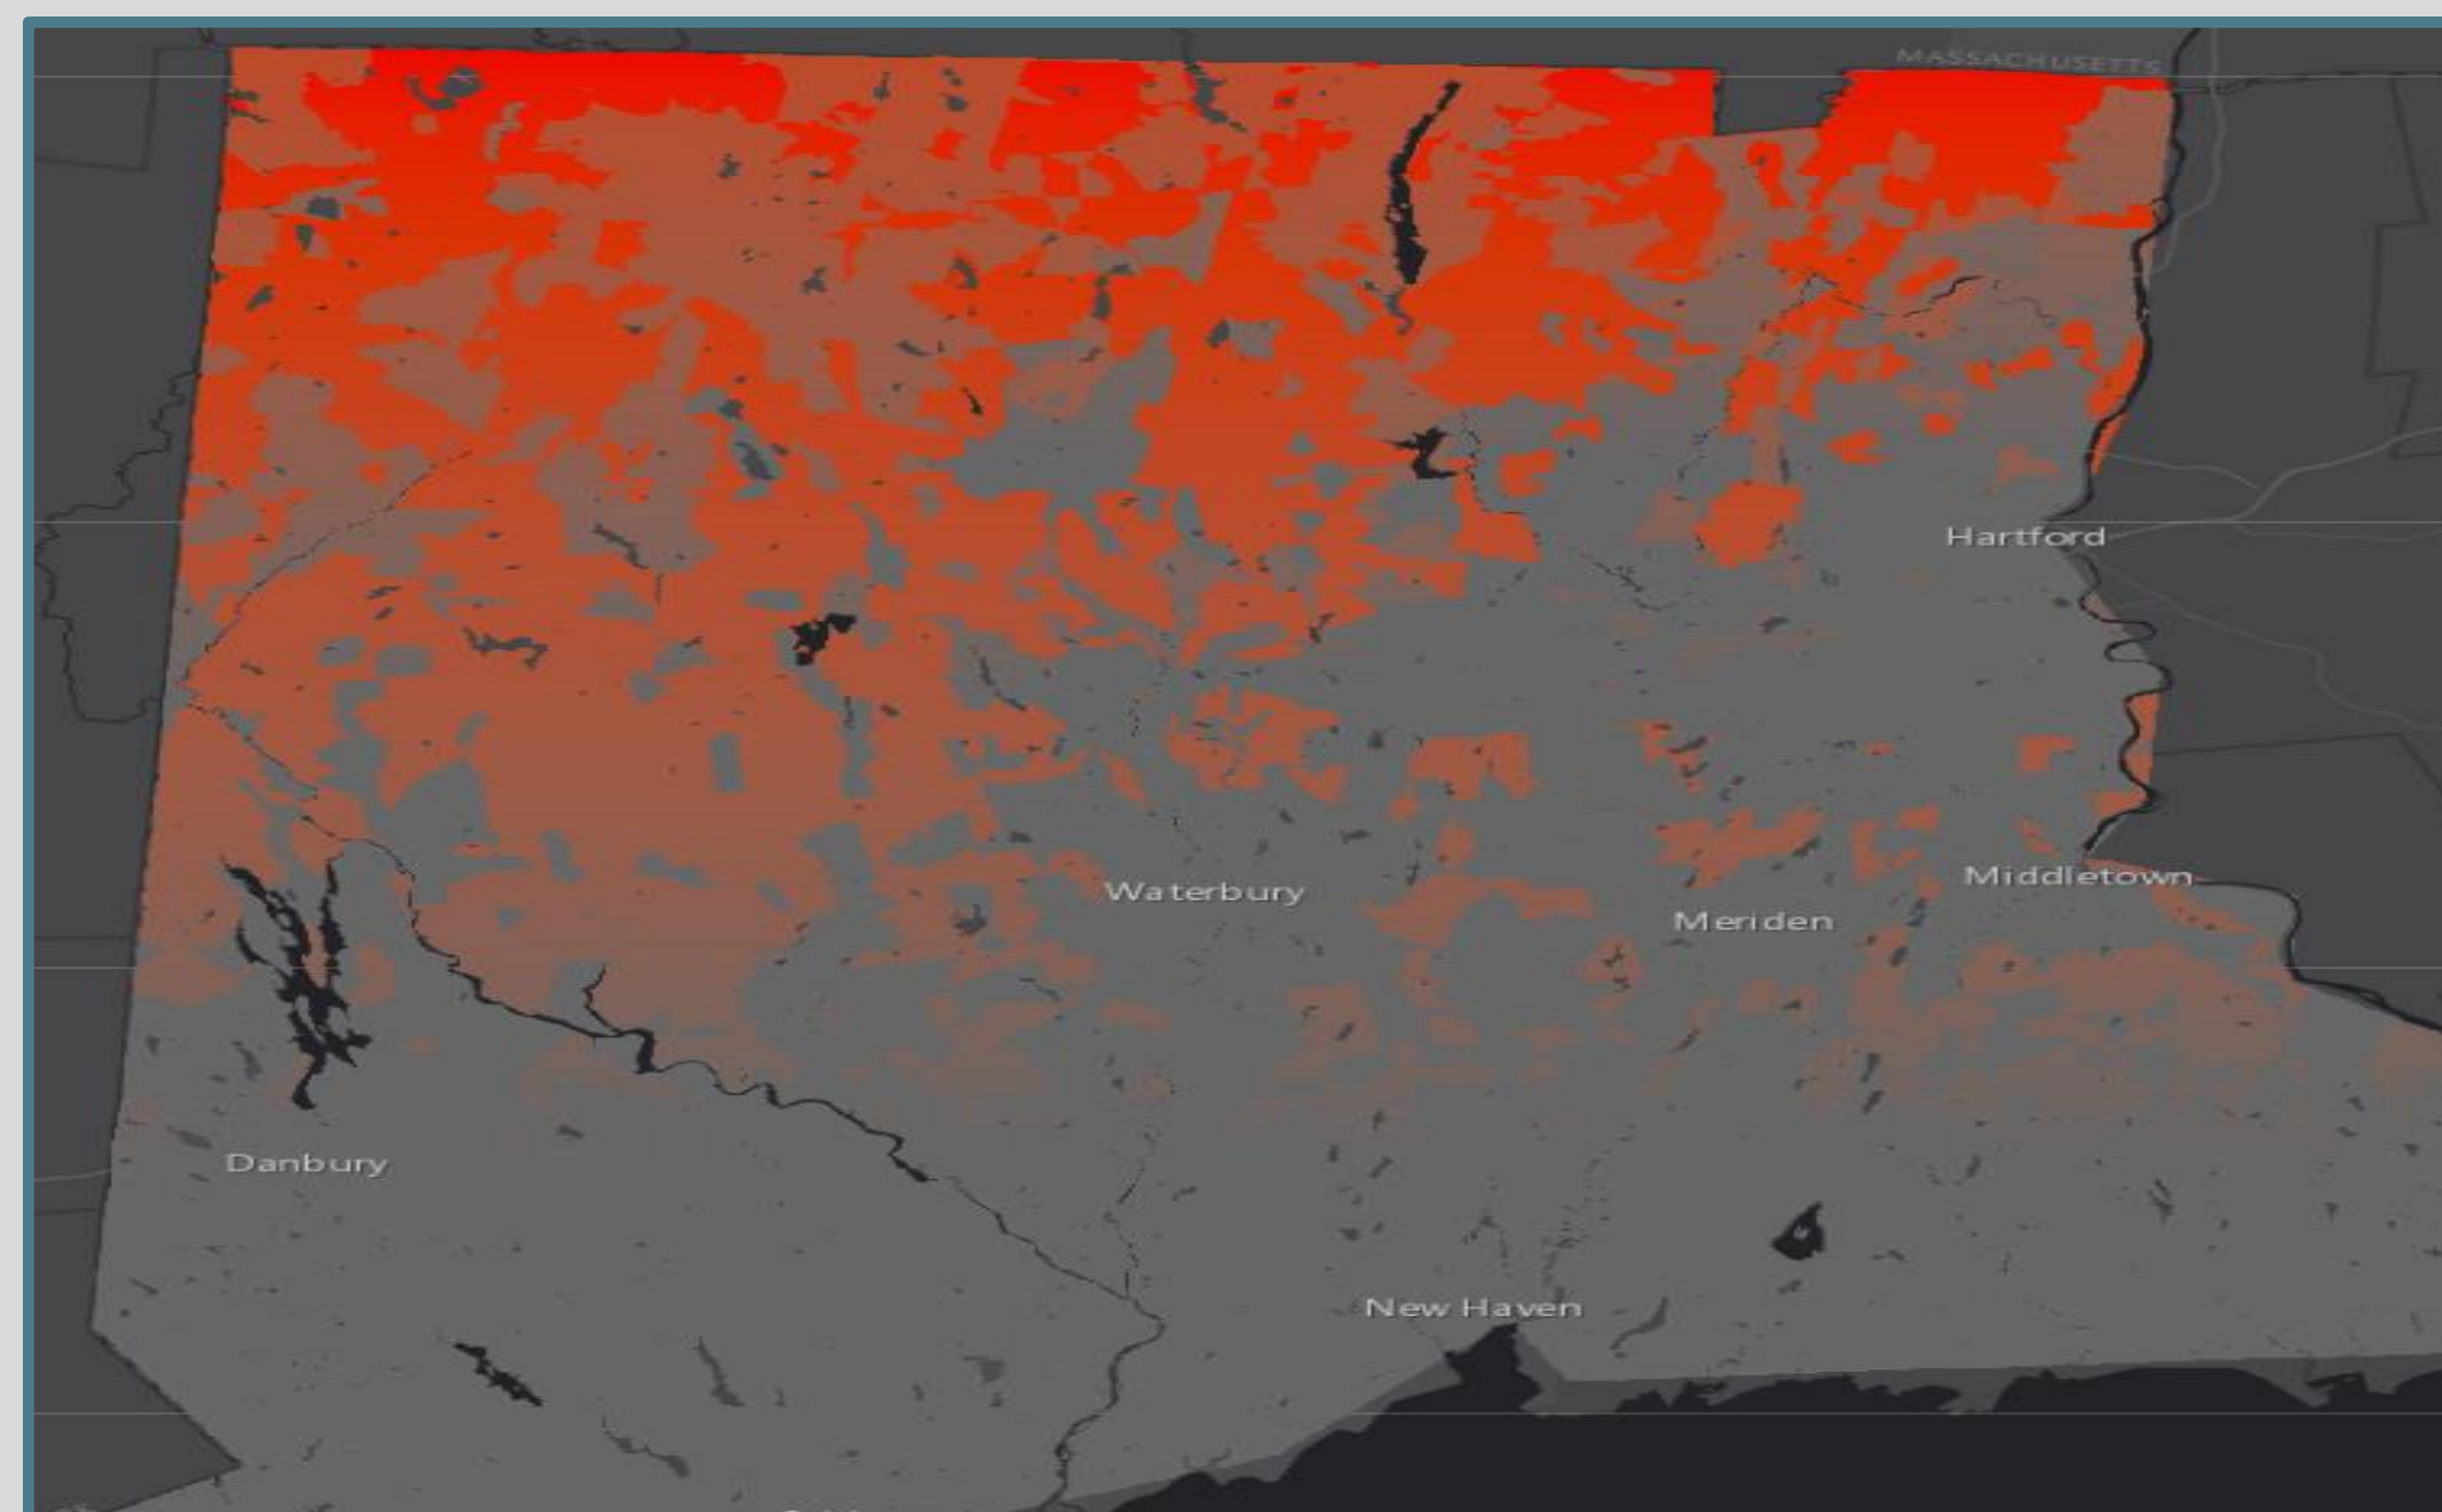 MASSACHUSETTS
Hartford
Waterbury
Middletown
Meriden
Danbury
New Haven